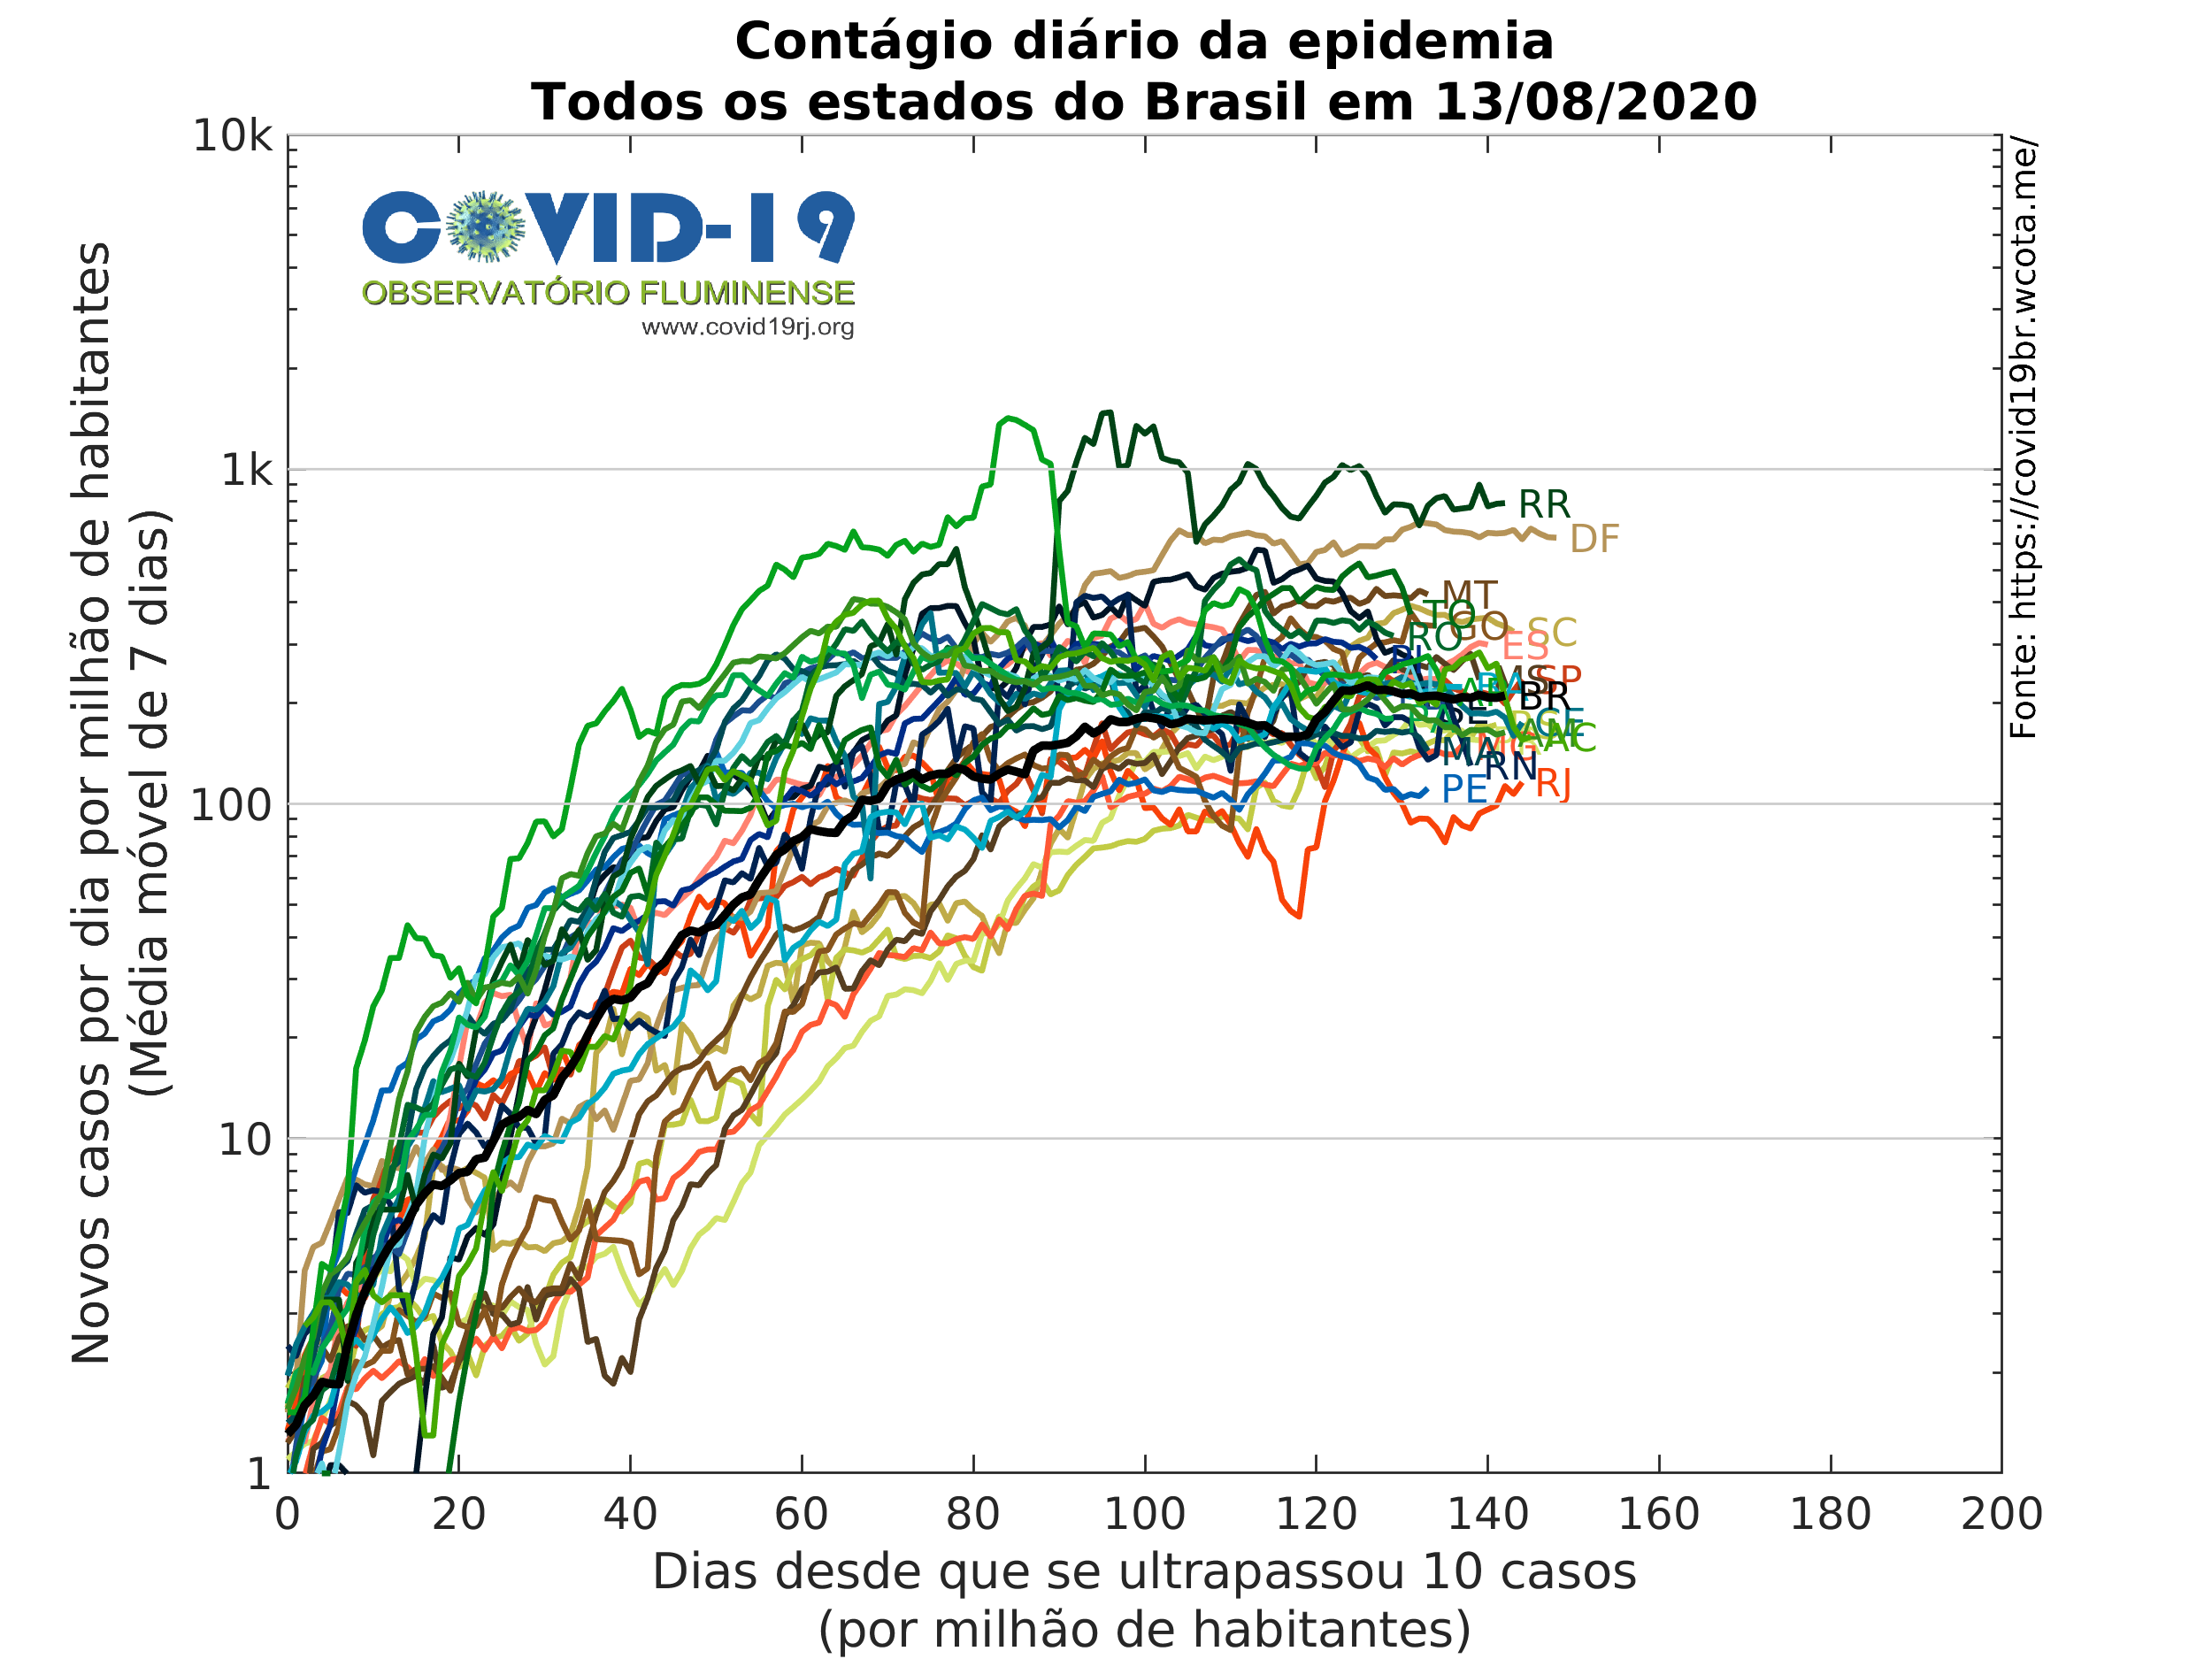 Contágio diário da epidemia
Todos os estados do Brasil em 13/08/2020
10k
1k
100
10
1
Novos casos por dia por milhão de habitantes
(Média móvel de 7 dias)
COVID-19
OBSERVATÓRIO FLUMINENSE
www.covid19rj.org
Fonte: https://covid19br.wcota.me/
RR
DF
MT
TO
GO
SC
RO
ES
SP
BR
CE
AC
MA
MG
RN
PE
RJ
0 20 40 60 80 100 120 140 160 180 200
Dias desde que se ultrapassou 10 casos
(por milhão de habitantes)